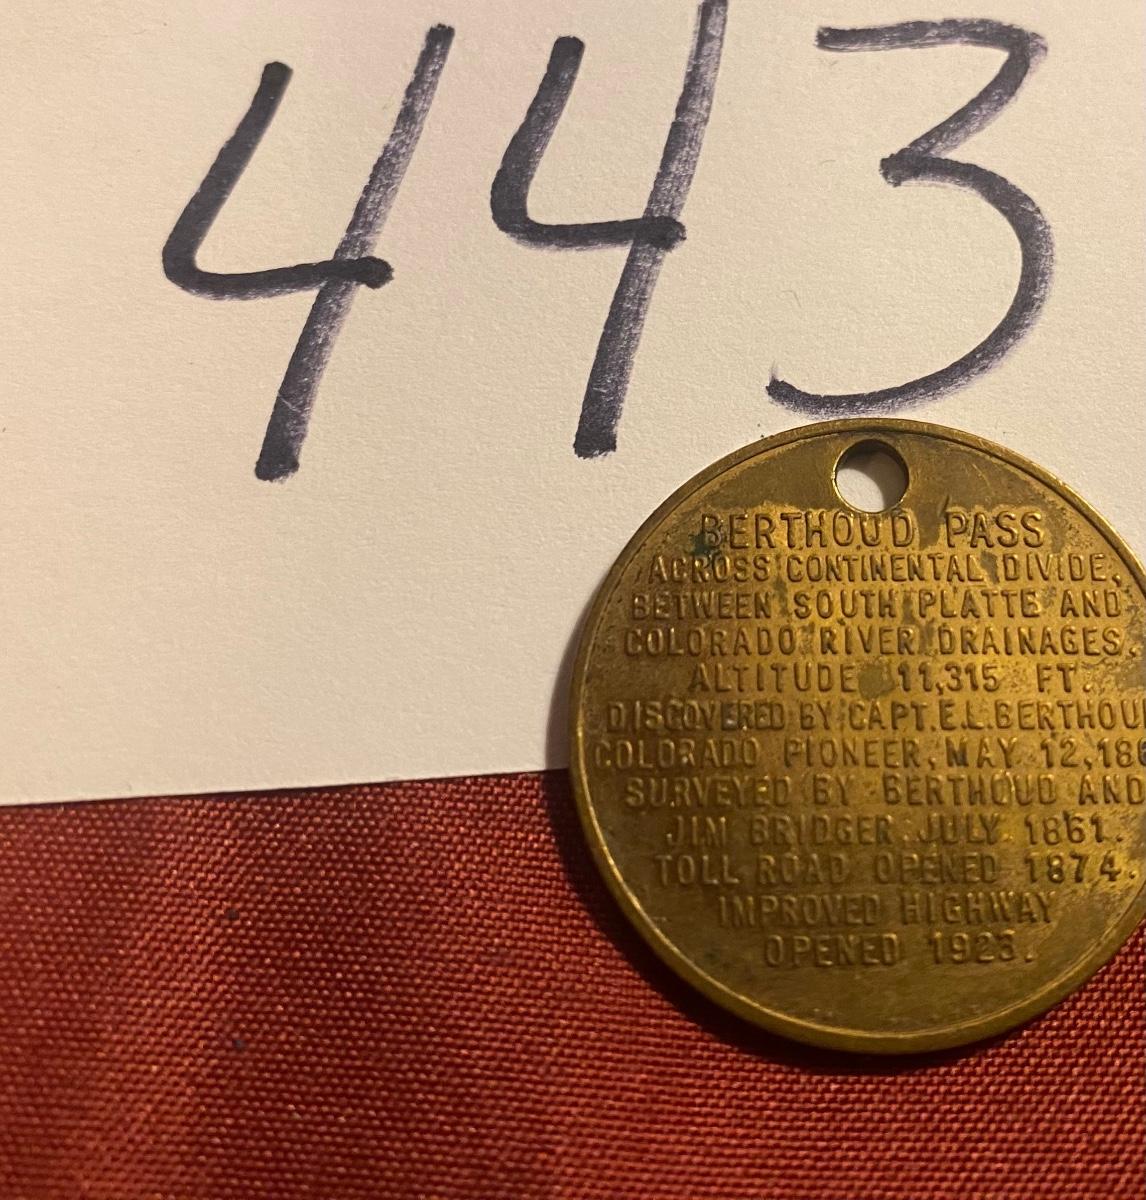 443
BERTHOUD PASS
ACROSS CONTINENTAL DIVIDE,
BETWEEN SOUTH PLATTE AND
COLORADO RIVER DRAINAGES.
ALTITUDE 11,315 FT.
DISCOVERED BY CAPT. E.L. BERTHOU
COLORADO PIONEER, MAY 12, 186
SURVEYED BY BERTHOUD AND
JIM BRIDGER JULY 1861.
TOLL ROAD OPENED 1874.
IMPROVED HIGHWAY
OPENED 1923.